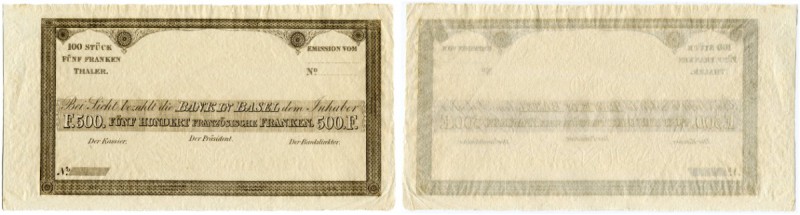 100 STÜCK
FÜNF FRANKEN
THALER.
EMISSION VOM
No
Bei Sicht bezahlt die BANK IN BASEL dem Inhaber
F. 500. FÜNF HUNDERT FRANZÖSISCHE FRANKEN. 500. F.
Der Kassier. Der Präsident. Der Bankdirektor.
No